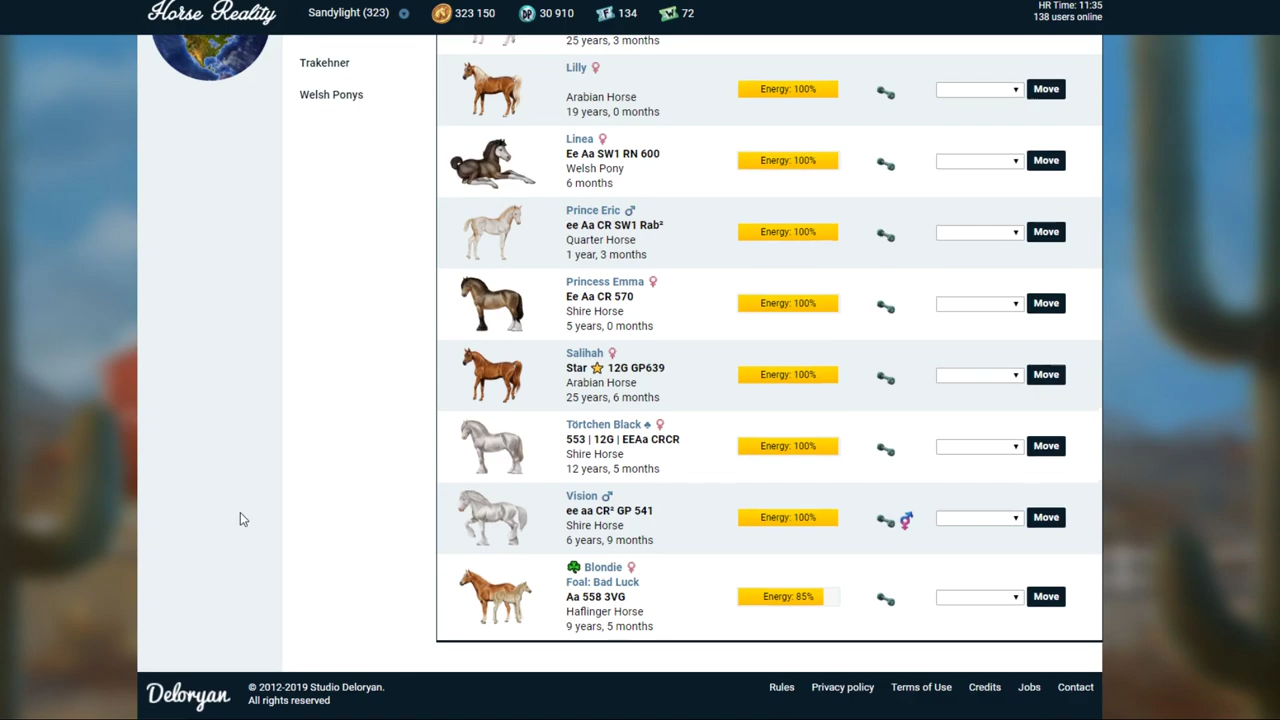 Horse Reality
Sandylight (323)
323 150
30 910
134
72
HR Time: 11:35
138 users online
Trakehner
Welsh Ponys
25 years, 3 months
Lilly ♀
Arabian Horse
19 years, 0 months
Energy: 100%
Move
Linea ♀
Ee Aa SW1 RN 600
Welsh Pony
6 months
Energy: 100%
Move
Prince Eric ♂
ee Aa CR SW1 Rab²
Quarter Horse
1 year, 3 months
Energy: 100%
Move
Princess Emma ♀
Ee Aa CR 570
Shire Horse
5 years, 0 months
Energy: 100%
Move
Salihah ♀
Star ⭐ 12G GP639
Arabian Horse
25 years, 6 months
Energy: 100%
Move
Törtchen Black ♣ ♀
553 | 12G | EEAa CRCR
Shire Horse
12 years, 5 months
Energy: 100%
Move
Vision ♂
ee aa CR² GP 541
Shire Horse
6 years, 9 months
Energy: 100%
Move
🍀 Blondie ♀
Foal: Bad Luck
Aa 558 3VG
Haflinger Horse
9 years, 5 months
Energy: 85%
Move
Deloryan
© 2012-2019 Studio Deloryan.
All rights reserved
Rules
Privacy policy
Terms of Use
Credits
Jobs
Contact